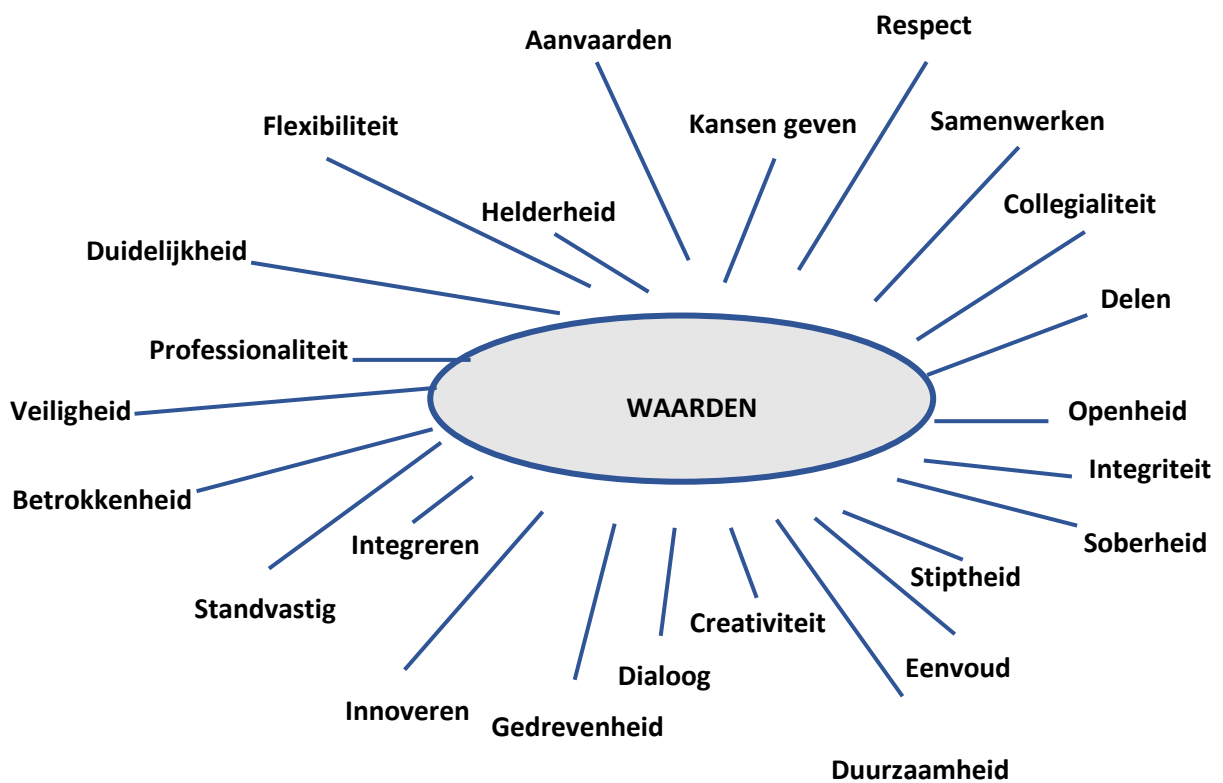 Respect
Aanvaarden
Kansen geven
Samenwerken
Flexibiliteit
Helderheid
Collegialiteit
Duidelijkheid
Delen
Professionaliteit
Veiligheid
WAARDEN
Openheid
Integriteit
Betrokkenheid
Integreren
Soberheid
Stiptheid
Standvastig
Creativiteit
Eenvoud
Dialoog
Innoveren
Gedrevenheid
Duurzaamheid